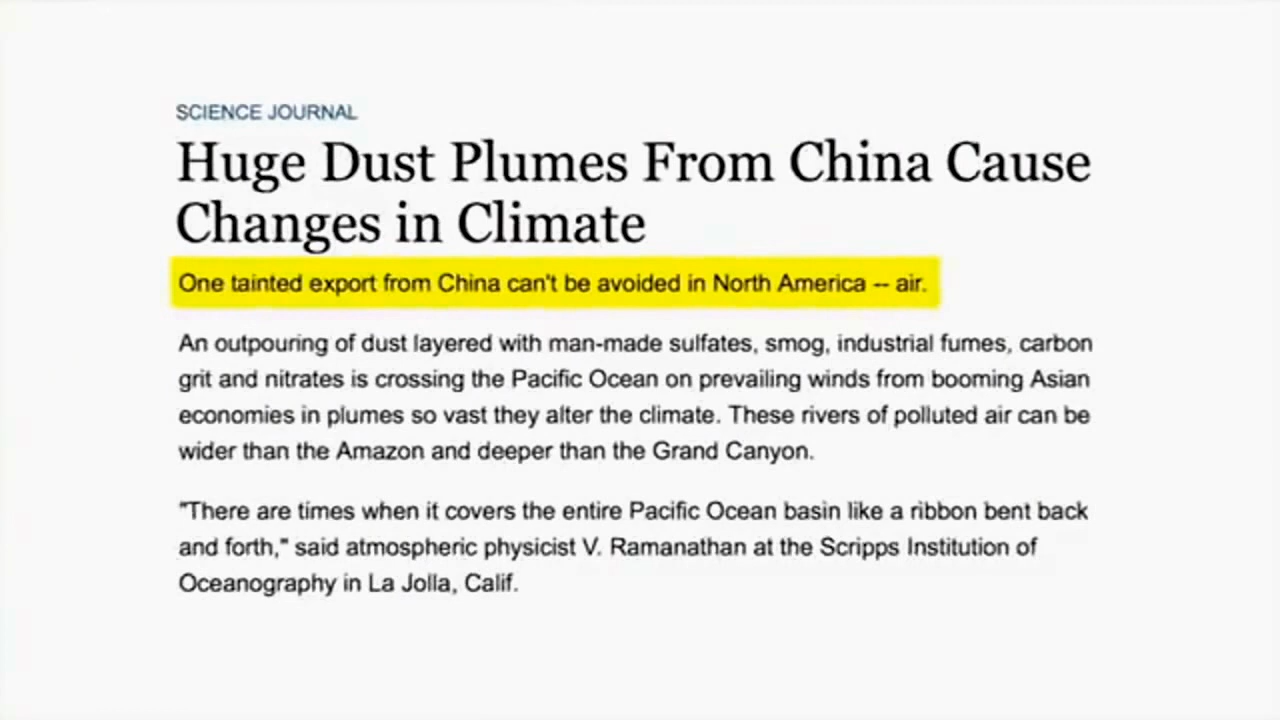 SCIENCE JOURNAL
Huge Dust Plumes From China Cause
Changes in Climate
One tainted export from China can't be avoided in North America -- air.
An outpouring of dust layered with man-made sulfates, smog, industrial fumes, carbon
grit and nitrates is crossing the Pacific Ocean on prevailing winds from booming Asian
economies in plumes so vast they alter the climate. These rivers of polluted air can be
wider than the Amazon and deeper than the Grand Canyon.
"There are times when it covers the entire Pacific Ocean basin like a ribbon bent back
and forth," said atmospheric physicist V. Ramanathan at the Scripps Institution of
Oceanography in La Jolla, Calif.